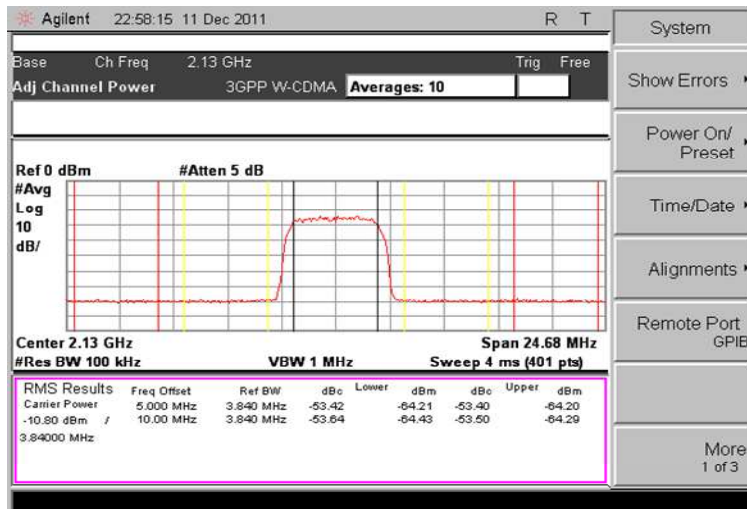 Agilent 22:58:15 11 Dec 2011 R T
Base Ch Freq 2.13 GHz Trig Free
Adj Channel Power 3GPP W-CDMA Averages: 10
Ref 0 dBm #Atten 5 dB
#Avg
Log
10
dB/
Center 2.13 GHz Span 24.68 MHz
#Res BW 100 kHz VBW 1 MHz Sweep 4 ms (401 pts)
RMS Results Freq Offset Ref BW dBc Lower dBm dBc Upper dBm
Carrier Power 5.000 MHz 3.840 MHz -53.42 -64.21 -53.40 -64.20
-10.80 dBm / 10.00 MHz 3.840 MHz -53.64 -64.43 -53.50 -64.29
3.84000 MHz
System
Show Errors
Power On/
Preset
Time/Date
Alignments
Remote Port
GPIB
More
1 of 3